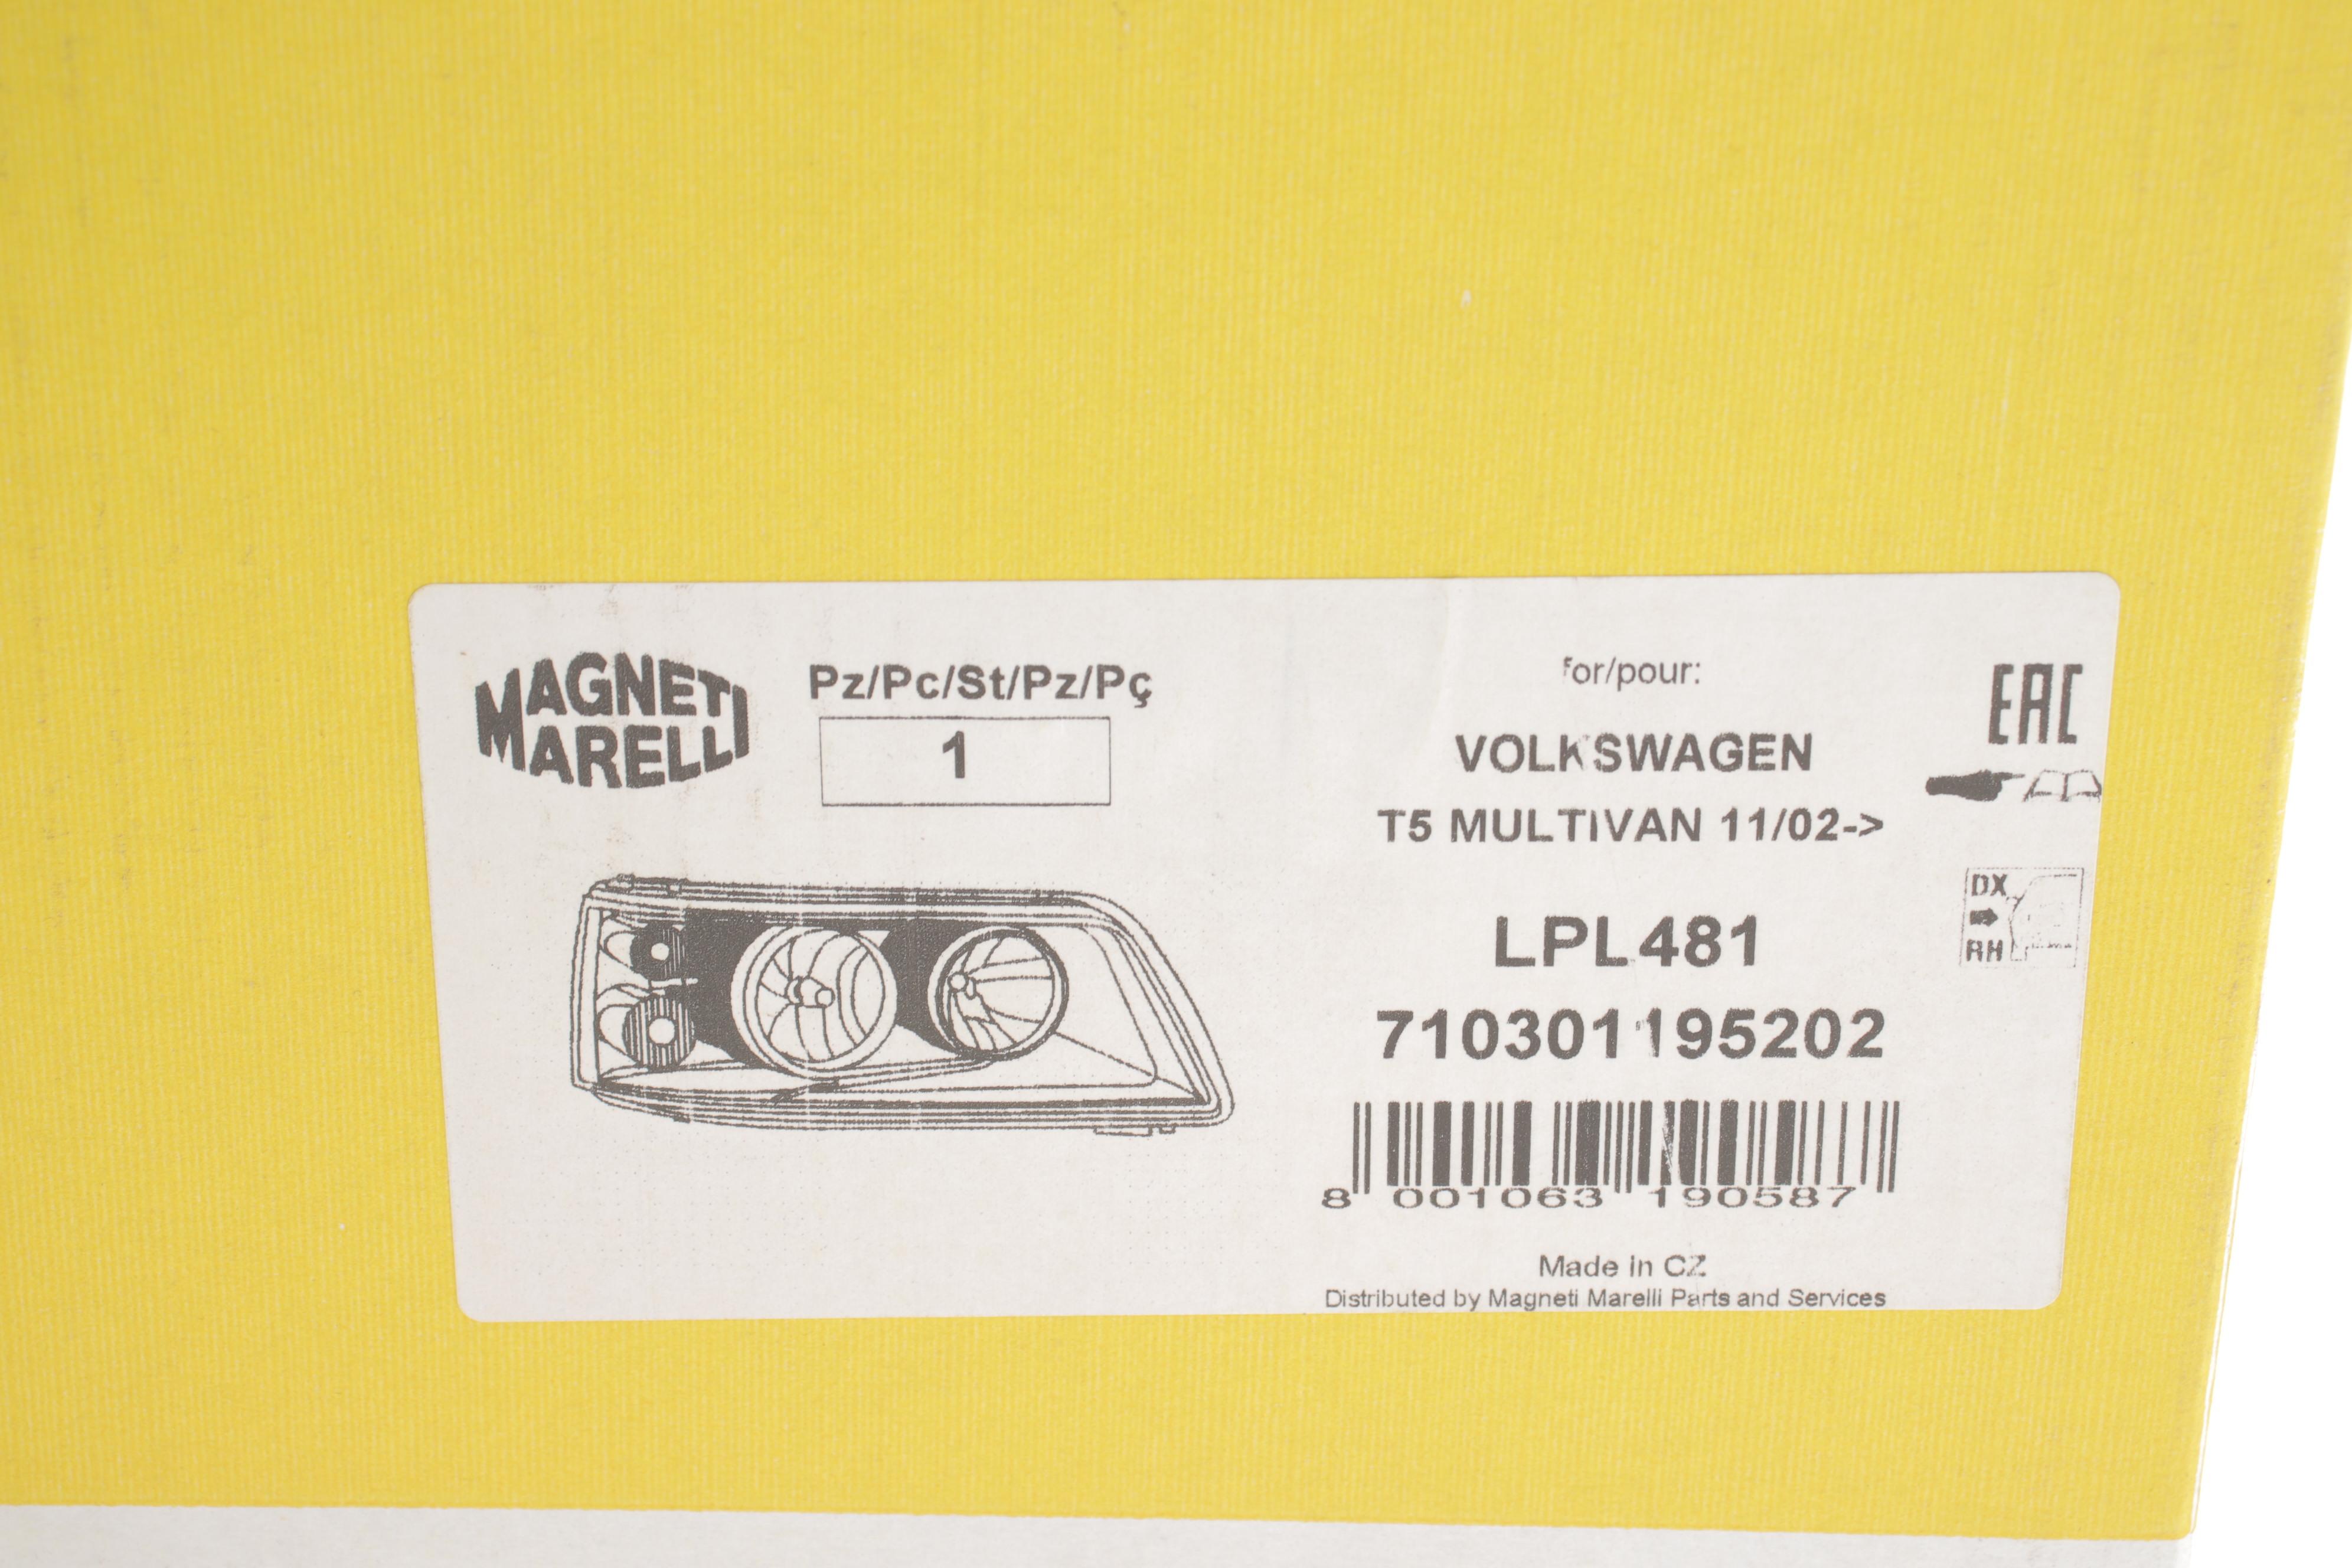 MAGNETI
MARELLI
Pz/Pc/St/Pz/Pç
1
for/pour:
VOLKSWAGEN
T5 MULTIVAN 11/02->
LPL481
710301195202
8 001063 190587
Made in CZ
Distributed by Magneti Marelli Parts and Services
EAC
DX
RH